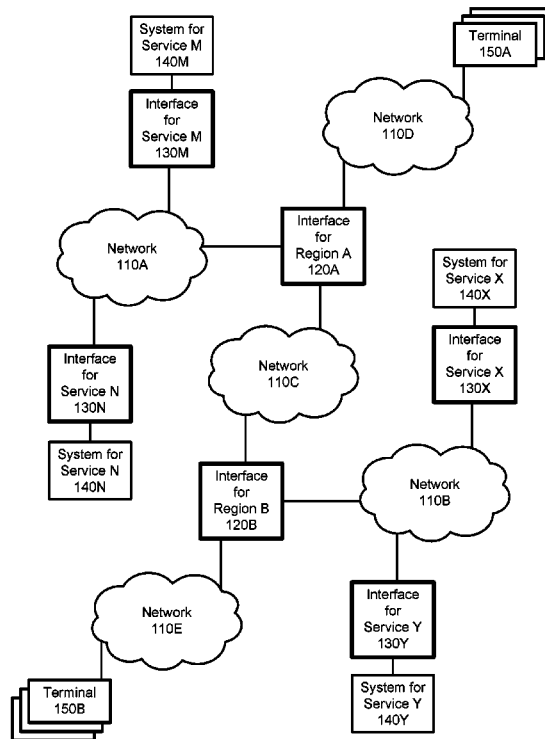 System for
Service M
140M
Interface
for
Service M
130M
Terminal
150A
Network
110D
Network
110A
Interface
for
Region A
120A
System for
Service X
140X
Interface
for
Service X
130X
Interface
for
Service N
130N
System for
Service N
140N
Network
110C
Interface
for
Region B
120B
Network
110B
Network
110E
Interface
for
Service Y
130Y
System for
Service Y
140Y
Terminal
150B